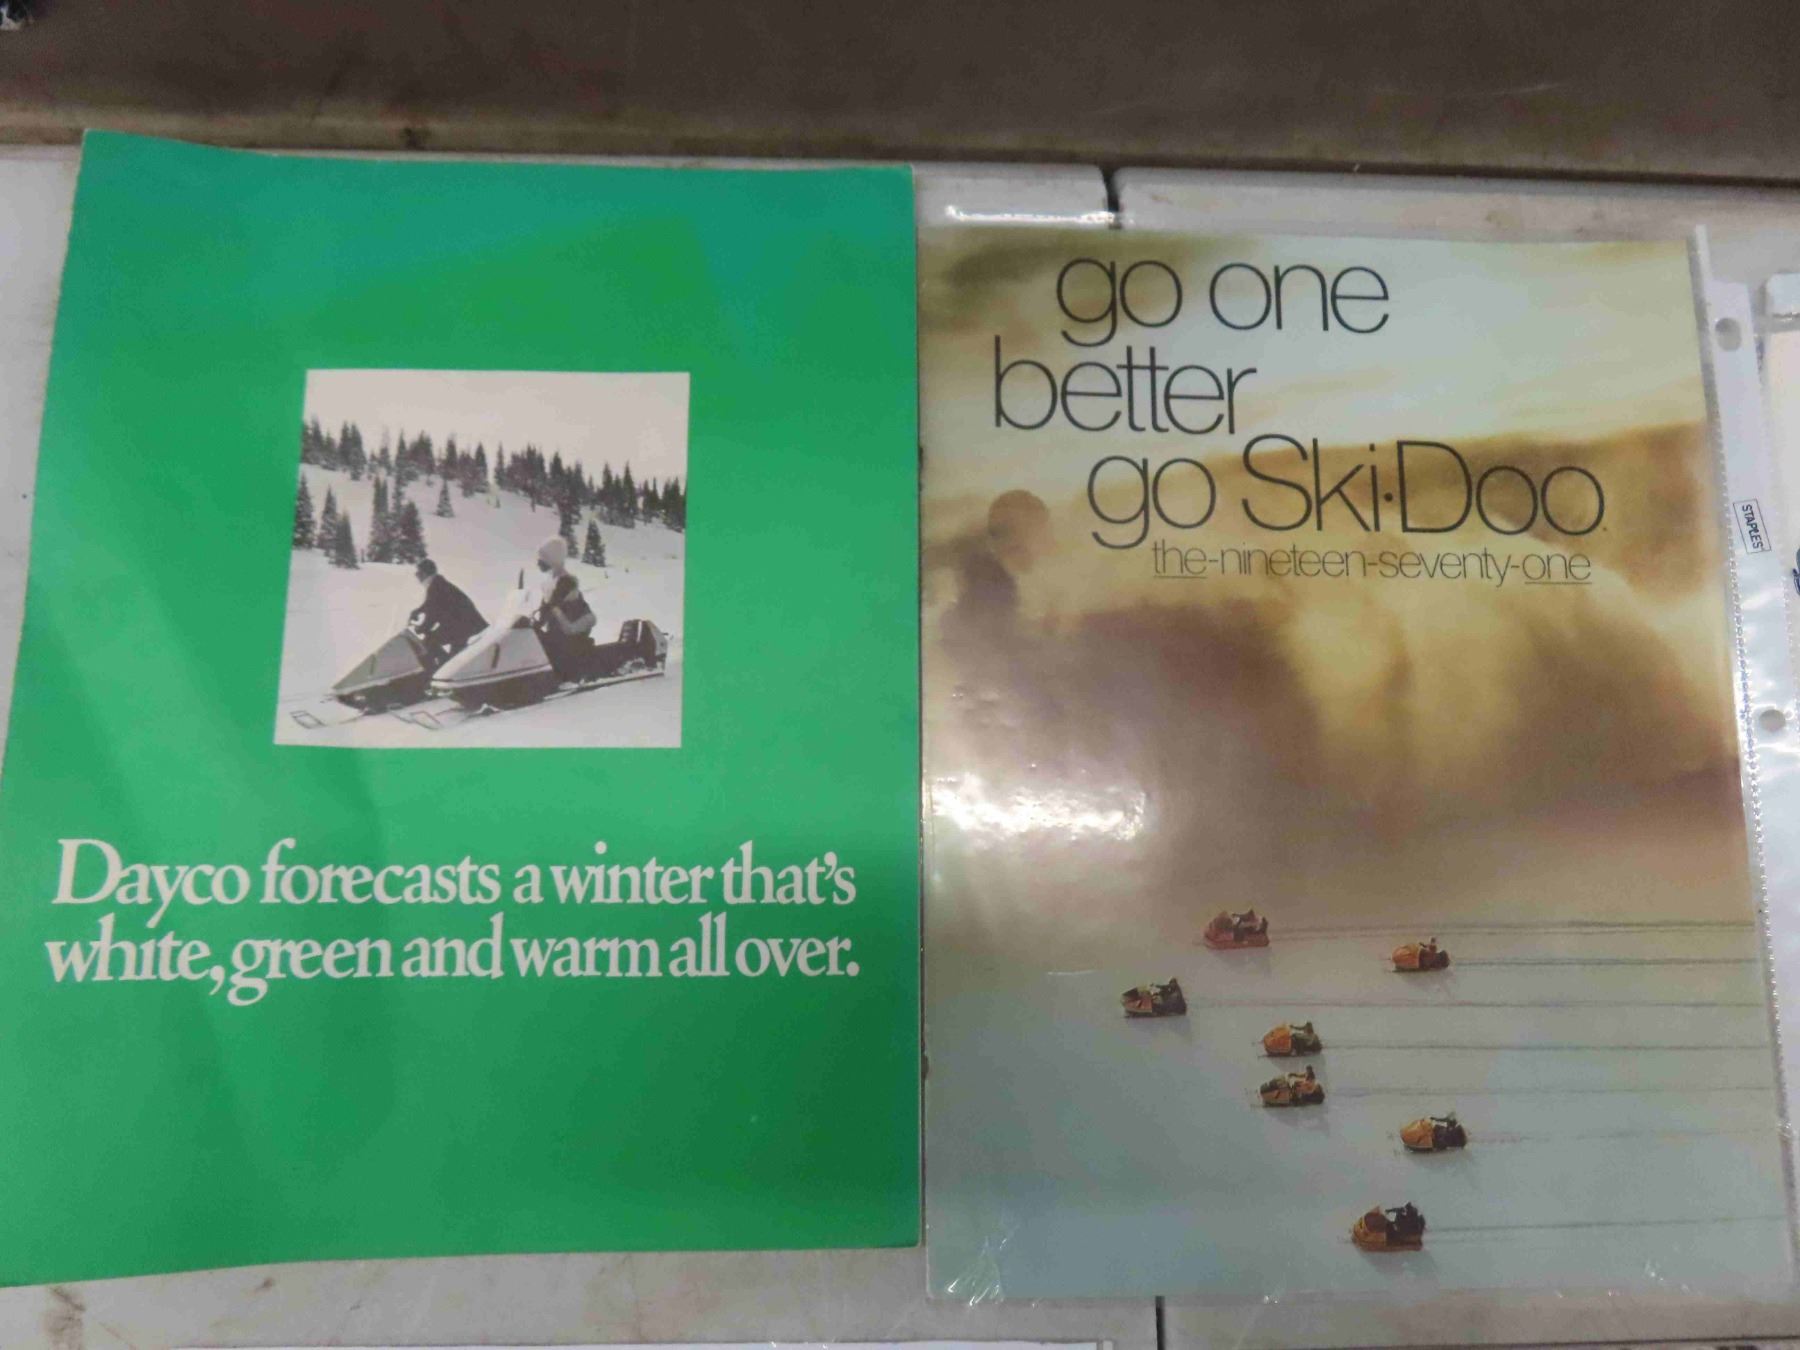 Dayco forecasts a winter that's
white, green and warm all over.
go one
better
go Ski-Doo.
the-nineteen-seventy-one
STAPLES